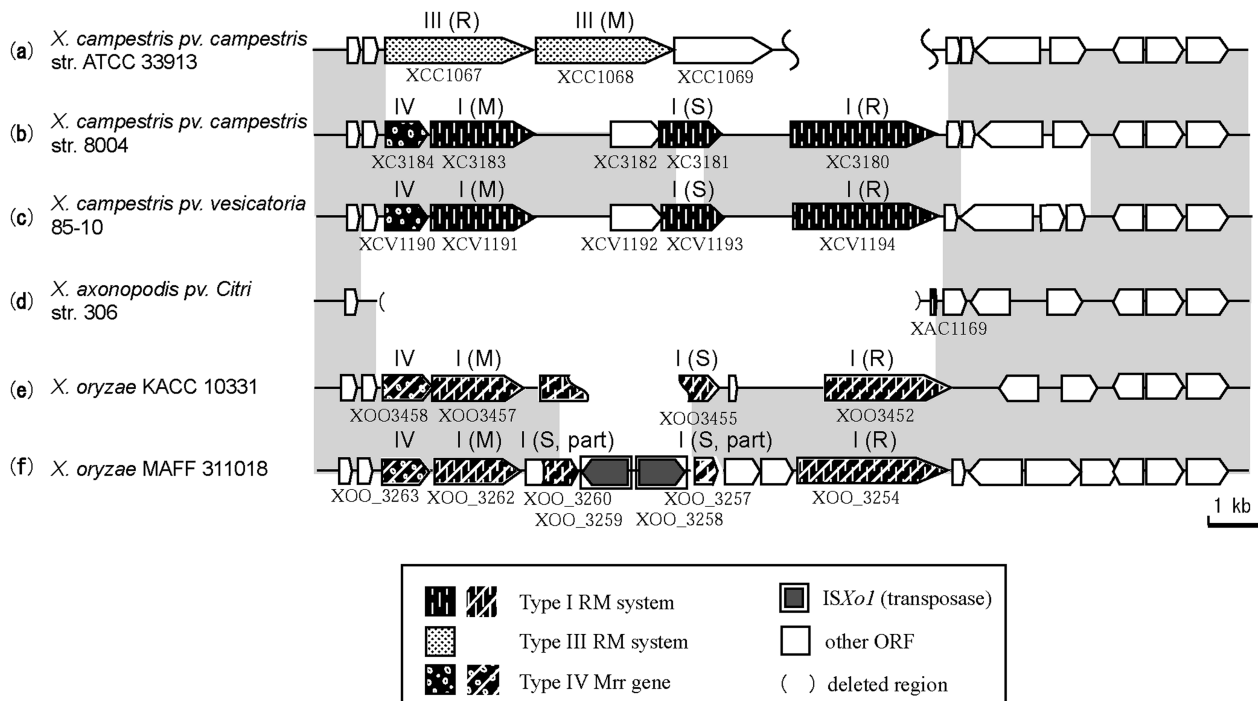 III (R) III (M)
(a) X. campestris pv. campestris
str. ATCC 33913
XCC1067 XCC1068 XCC1069
IV I (M) I (S) I (R)
(b) X. campestris pv. campestris
str. 8004
XC3184 XC3183 XC3182 XC3181 XC3180
IV I (M) I (S) I (R)
(c) X. campestris pv. vesicatoria
85-10
XCV1190 XCV1191 XCV1192 XCV1193 XCV1194
(d) X. axonopodis pv. Citri
str. 306
( )
XAC1169
IV I (M) I (S) I (R)
(e) X. oryzae KACC 10331
XOO3458 XOO3457 XOO3455 XOO3452
IV I (M) I (S, part) I (S, part) I (R)
(f) X. oryzae MAFF 311018
XOO_3263 XOO_3262 XOO_3260 XOO_3257 XOO_3254
XOO_3259 XOO_3258
1 kb
Type I RM system
Type III RM system
Type IV Mrr gene
ISXo1 (transposase)
other ORF
( ) deleted region